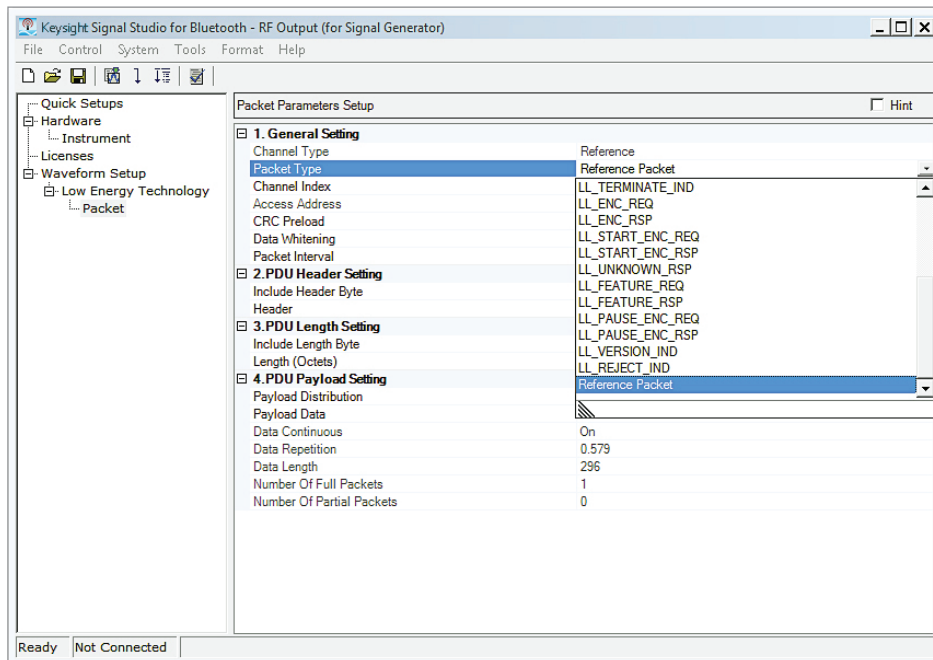 Keysight Signal Studio for Bluetooth - RF Output (for Signal Generator)
File Control System Tools Format Help
Quick Setups
Hardware
Instrument
Licenses
Waveform Setup
Low Energy Technology
Packet
Packet Parameters Setup Hint
1. General Setting
Channel Type Reference
Packet Type Reference Packet
Channel Index
Access Address
CRC Preload
Data Whitening
Packet Interval
2.PDU Header Setting
Include Header Byte
Header
3.PDU Length Setting
Include Length Byte
Length (Octets)
4.PDU Payload Setting
Payload Distribution
Payload Data
LL_TERMINATE_IND
LL_ENC_REQ
LL_ENC_RSP
LL_START_ENC_REQ
LL_START_ENC_RSP
LL_UNKNOWN_RSP
LL_FEATURE_REQ
LL_FEATURE_RSP
LL_PAUSE_ENC_REQ
LL_PAUSE_ENC_RSP
LL_VERSION_IND
LL_REJECT_IND
Reference Packet
Data Continuous On
Data Repetition 0.579
Data Length 296
Number Of Full Packets 1
Number Of Partial Packets 0
Ready Not Connected